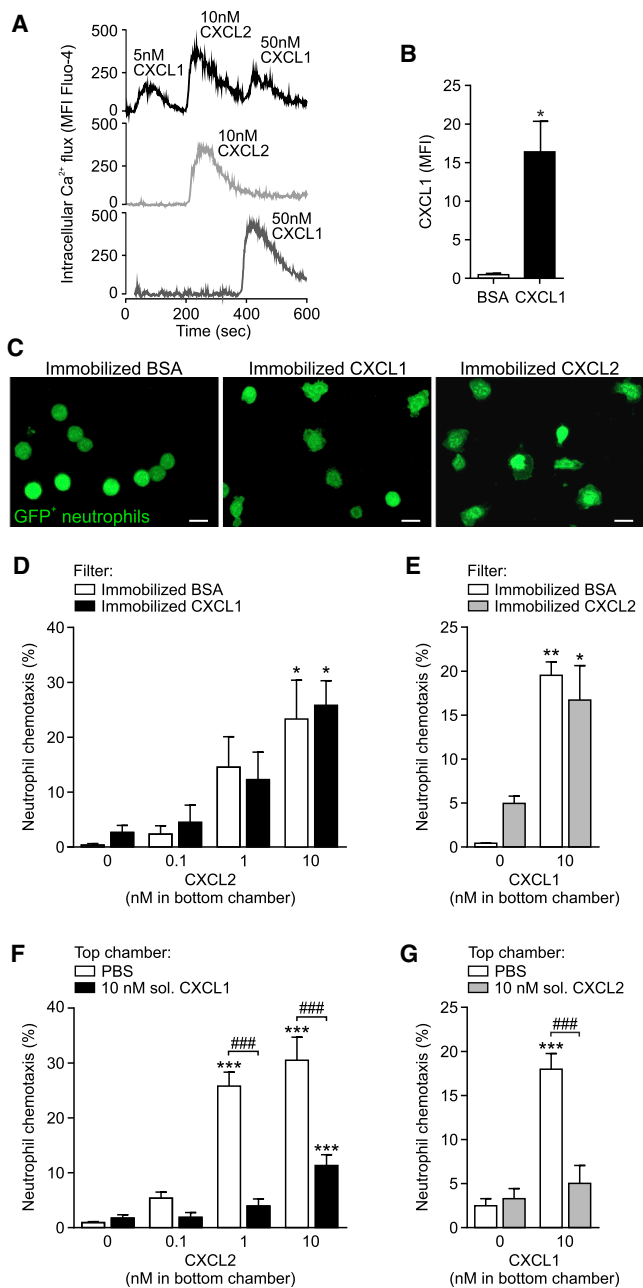 A
5nM
CXCL1
10nM
CXCL2
50nM
CXCL1
500
250
0
500
10nM
CXCL2
250
0
500
50nM
CXCL1
250
0
0 200 400 600
Time (sec)
Intracellular Ca²⁺ flux (MFI Fluo-4)
B
25
20
15
10
5
0
*
CXCL1 (MFI)
BSA CXCL1
C
Immobilized BSA Immobilized CXCL1 Immobilized CXCL2
GFP⁺ neutrophils
D
Filter:
Immobilized BSA
Immobilized CXCL1
Neutrophil chemotaxis (%)
40
30
20
10
0
* *
0 0.1 1 10
CXCL2
(nM in bottom chamber)
E
Filter:
Immobilized BSA
Immobilized CXCL2
Neutrophil chemotaxis (%)
25
20
15
10
5
0
** *
0 10
CXCL1
(nM in bottom chamber)
F
Top chamber:
PBS
10 nM sol. CXCL1
Neutrophil chemotaxis (%)
40
30
20
10
0
###
***
###
***
***
0 0.1 1 10
CXCL2
(nM in bottom chamber)
G
Top chamber:
PBS
10 nM sol. CXCL2
Neutrophil chemotaxis (%)
25
20
15
10
5
0
###
***
0 10
CXCL1
(nM in bottom chamber)